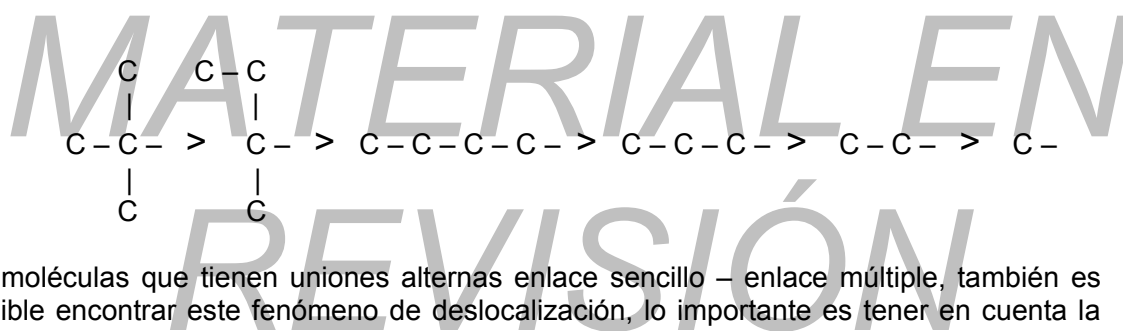 MATERIAL EN
C C – C
| |
C – C – > C – > C – C – C – C – > C – C – C – > C – C – > C –
| |
C C
REVISIÓN
moléculas que tienen uniones alternas enlace sencillo – enlace múltiple, también es
ible encontrar este fenómeno de deslocalización, lo importante es tener en cuenta la